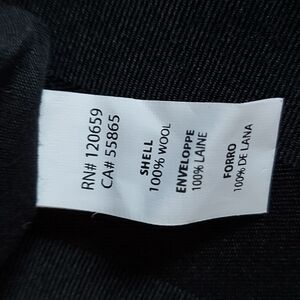 RN# 120659
CA# 55865
SHELL
100% WOOL
ENVELOPPE
100% LAINE
FORRO
100% DE LANA